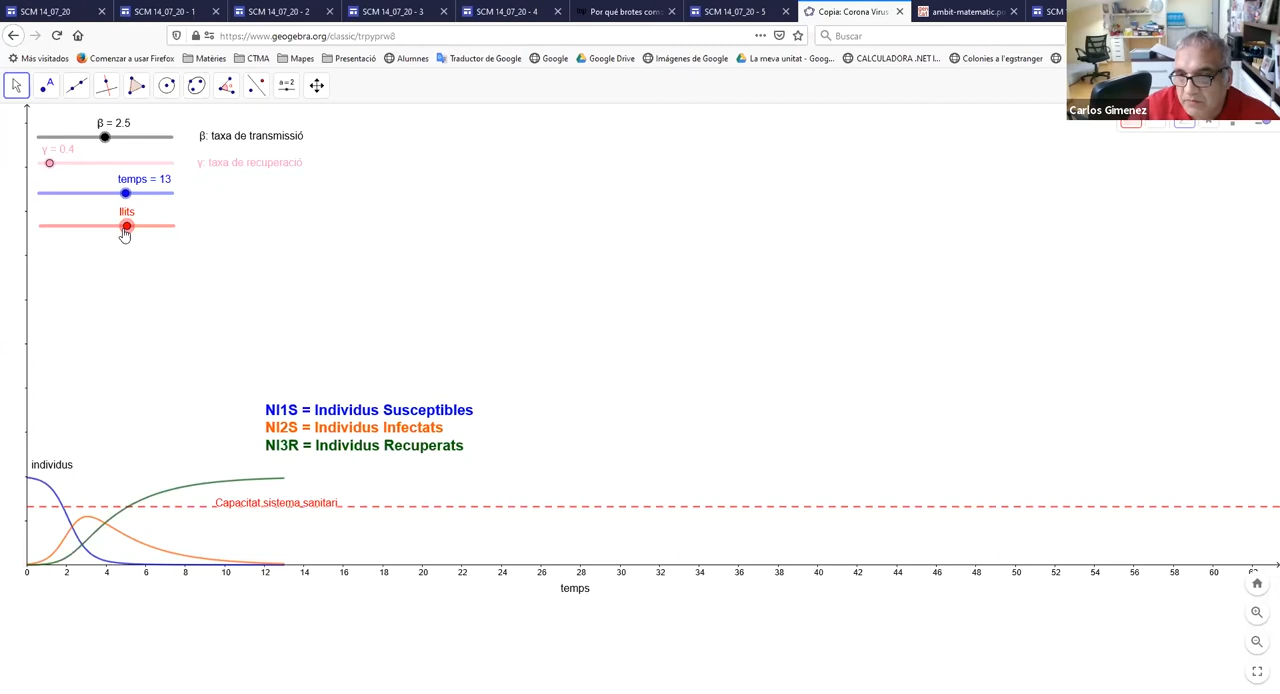 SCM 14_07_20
SCM 14_07_20 - 1
SCM 14_07_20 - 2
SCM 14_07_20 - 3
SCM 14_07_20 - 4
Por qué brotes com
SCM 14_07_20 - 5
Copia: Corona Virus
ambit-matematic.p
SCM
https://www.geogebra.org/classic/trpyprw8
Buscar
Más visitados
Comenzar a usar Firefox
Matèries
CTMA
Mapes
Presentació
Alumnes
Traductor de Google
Google
Google Drive
Imágenes de Google
La meva unitat - Goog...
CALCULADORA .NET I...
Colonies a l'egstranger
Carlos Gimenez
A
a=2
β = 2.5
β: taxa de transmissió
γ = 0.4
γ: taxa de recuperació
temps = 13
llits
NI1S = Individus Susceptibles
NI2S = Individus Infectats
NI3R = Individus Recuperats
individus
Capacitat sistema sanitari
0 2 4 6 8 10 12 14 16 18 20 22 24 26 28 30 32 34 36 38 40 42 44 46 48 50 52 54 56 58 60
temps